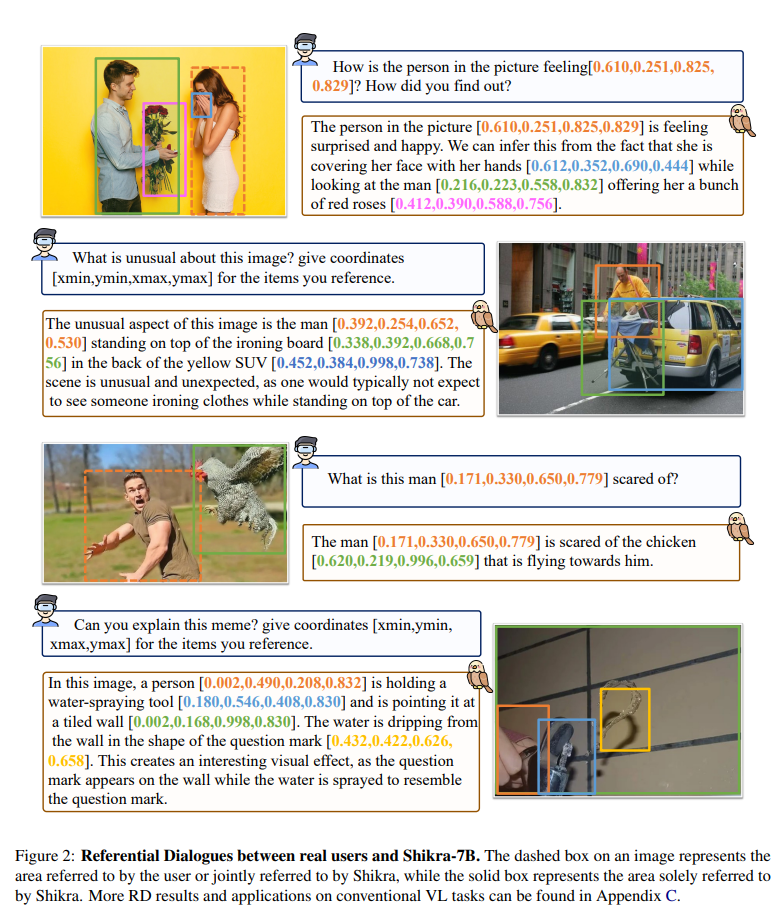 How is the person in the picture feeling[0.610,0.251,0.825,
0.829]? How did you find out?
The person in the picture [0.610,0.251,0.825,0.829] is feeling
surprised and happy. We can infer this from the fact that she is
covering her face with her hands [0.612,0.352,0.690,0.444] while
looking at the man [0.216,0.223,0.558,0.832] offering her a bunch
of red roses [0.412,0.390,0.588,0.756].
What is unusual about this image? give coordinates
[xmin,ymin,xmax,ymax] for the items you reference.
The unusual aspect of this image is the man [0.392,0.254,0.652,
0.530] standing on top of the ironing board [0.338,0.392,0.668,0.7
56] in the back of the yellow SUV [0.452,0.384,0.998,0.738]. The
scene is unusual and unexpected, as one would typically not expect
to see someone ironing clothes while standing on top of the car.
What is this man [0.171,0.330,0.650,0.779] scared of?
The man [0.171,0.330,0.650,0.779] is scared of the chicken
[0.620,0.219,0.996,0.659] that is flying towards him.
Can you explain this meme? give coordinates [xmin,ymin,
xmax,ymax] for the items you reference.
In this image, a person [0.002,0.490,0.208,0.832] is holding a
water-spraying tool [0.180,0.546,0.408,0.830] and is pointing it at
a tiled wall [0.002,0.168,0.998,0.830]. The water is dripping from
the wall in the shape of the question mark [0.432,0.422,0.626,
0.658]. This creates an interesting visual effect, as the question
mark appears on the wall while the water is sprayed to resemble
the question mark.
Figure 2: Referential Dialogues between real users and Shikra-7B. The dashed box on an image represents the
area referred to by the user or jointly referred to by Shikra, while the solid box represents the area solely referred to
by Shikra. More RD results and applications on conventional VL tasks can be found in Appendix C.